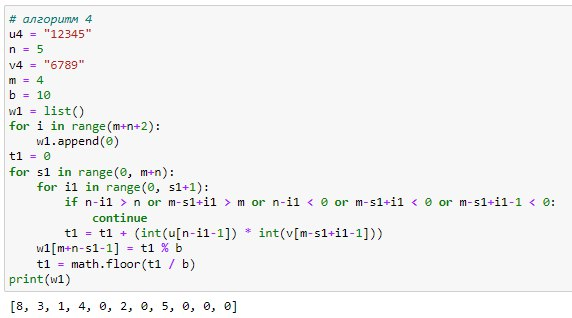 # алгоритм 4
u4 = "12345"
n = 5
v4 = "6789"
m = 4
b = 10
w1 = list()
for i in range(m+n+2):
    w1.append(0)
t1 = 0
for s1 in range(0, m+n):
    for i1 in range(0, s1+1):
        if n-i1 > n or m-s1+i1 > m or n-i1 < 0 or m-s1+i1 < 0 or m-s1+i1-1 < 0:
            continue
        t1 = t1 + (int(u[n-i1-1]) * int(v[m-s1+i1-1]))
    w1[m+n-s1-1] = t1 % b
    t1 = math.floor(t1 / b)
print(w1)
[8, 3, 1, 4, 0, 2, 0, 5, 0, 0, 0]